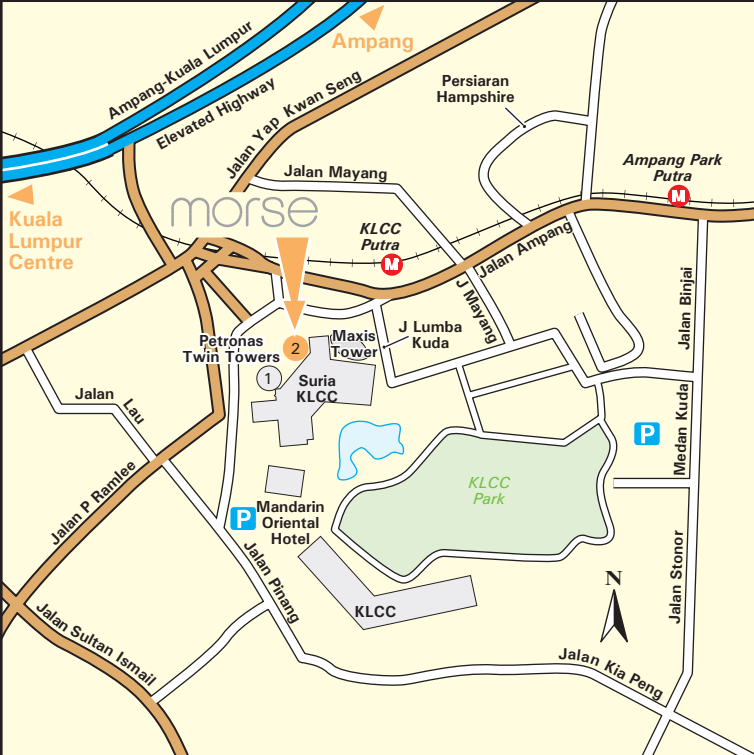 Ampang-Kuala Lumpur
Elevated Highway
Ampang
Jalan Yap Kwan Seng
Persiaran
Hampshire
Jalan Mayang
Ampang Park
Putra
M
morse
Kuala
Lumpur
Centre
KLCC
Putra
M
Jalan Ampang
J Mayang
Jalan Binjai
Petronas
Twin Towers
2
1
Maxis
Tower
J Lumba
Kuda
Suria
KLCC
Jalan Lau
Medan Kuda
P
KLCC
Park
Jalan P Ramlee
P
Mandarin
Oriental
Hotel
Jalan Pinang
Jalan Stonor
N
KLCC
Jalan Sultan Ismail
Jalan Kia Peng